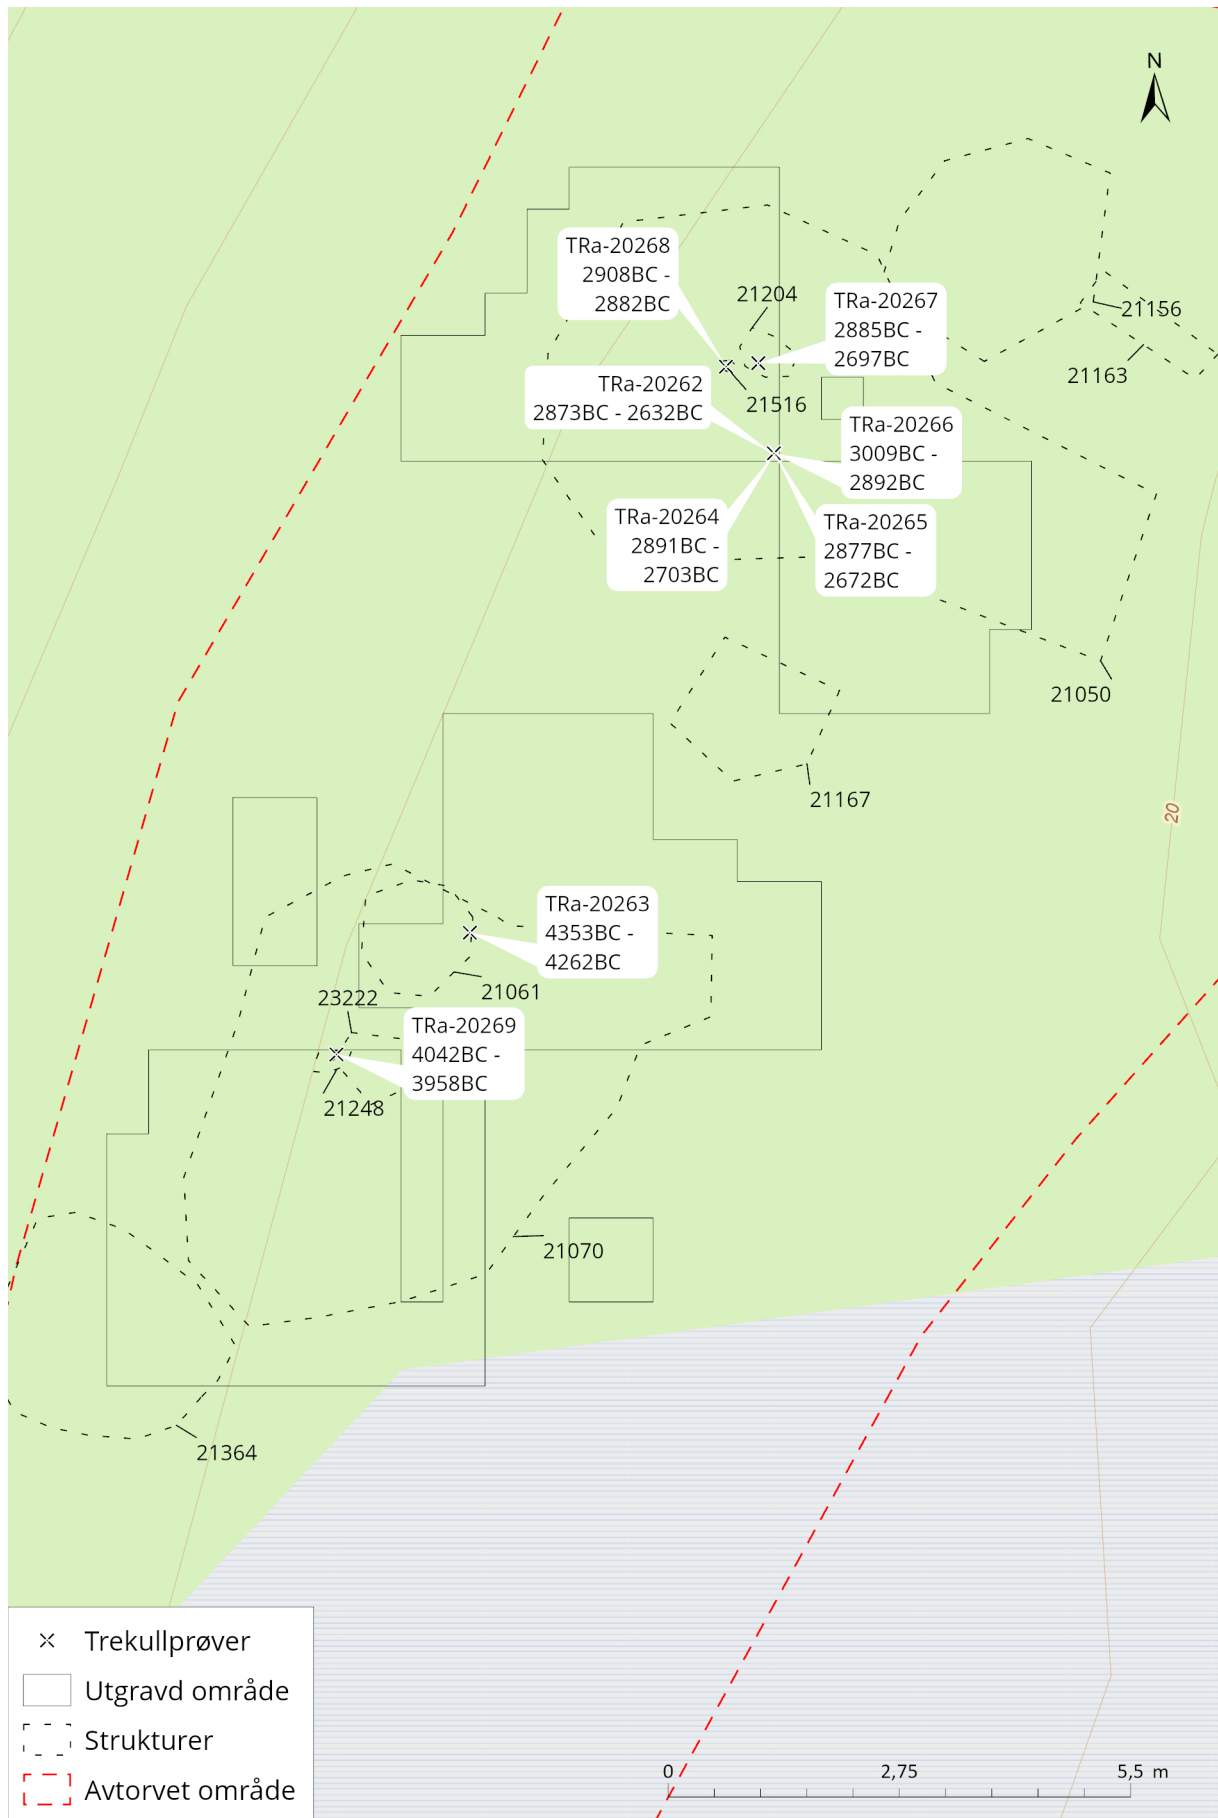 N
TRa-20268
2908BC -
2882BC
21204
TRa-20267
2885BC -
2697BC
21156
21163
TRa-20262
2873BC - 2632BC
21516
TRa-20266
3009BC -
2892BC
TRa-20264
2891BC -
2703BC
TRa-20265
2877BC -
2672BC
21050
21167
20
TRa-20263
4353BC -
4262BC
21061
23222
TRa-20269
4042BC -
3958BC
21248
21070
21364
Trekullprøver
Utgravd område
Strukturer
Avtorvet område
0 2,75 5,5 m